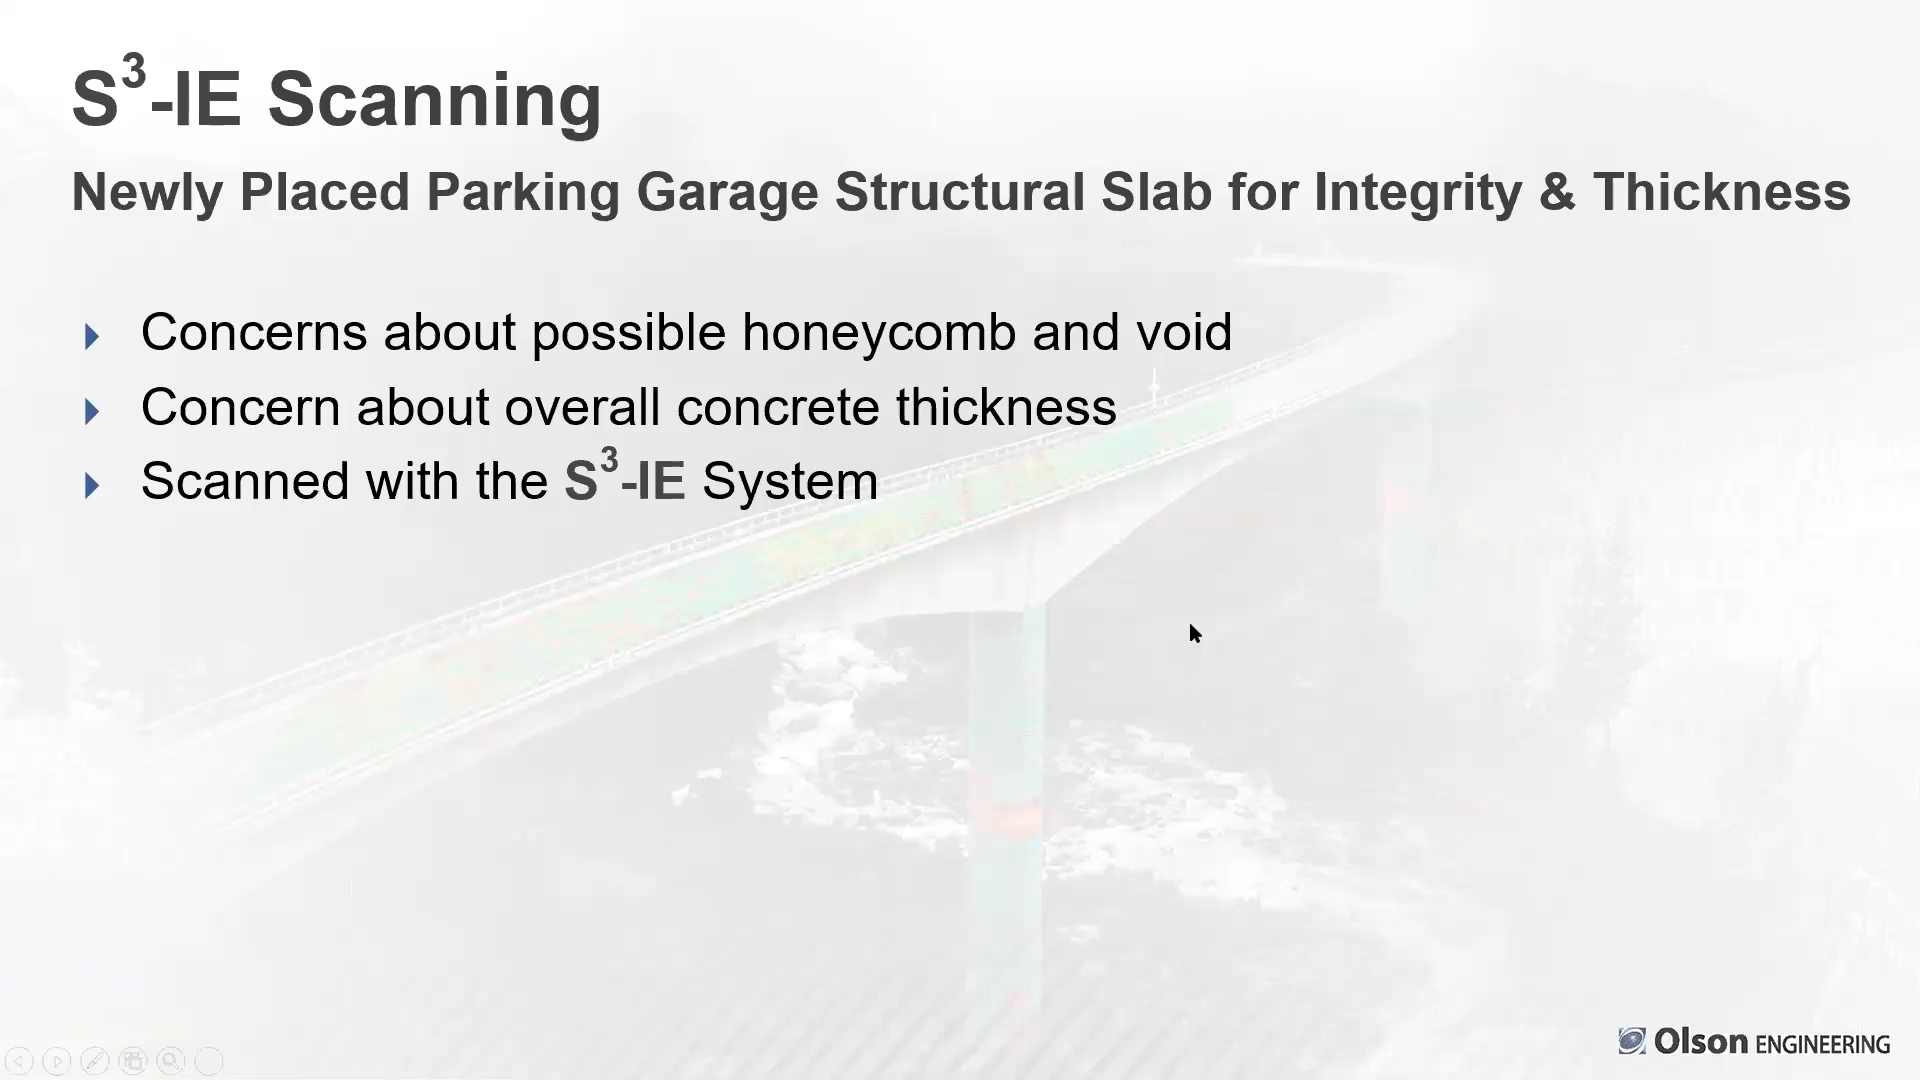 S³-IE Scanning
Newly Placed Parking Garage Structural Slab for Integrity & Thickness
Concerns about possible honeycomb and void
Concern about overall concrete thickness
Scanned with the S³-IE System
Olson ENGINEERING